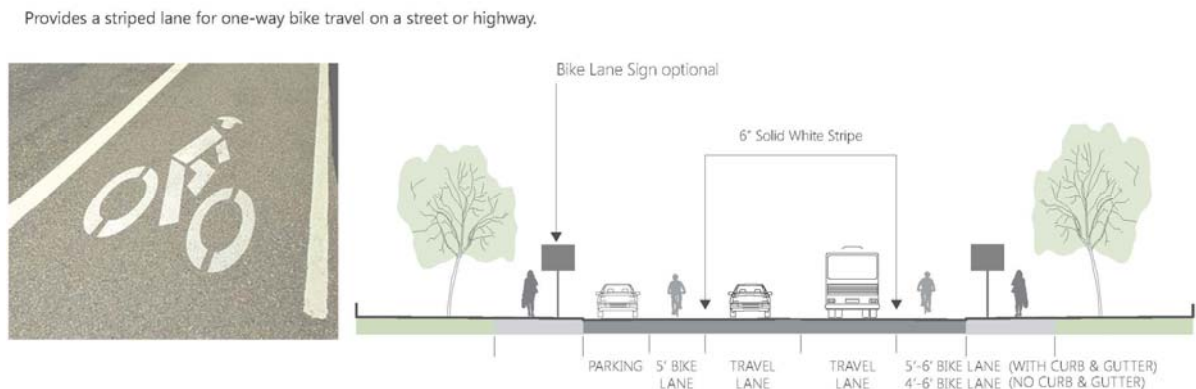 Provides a striped lane for one-way bike travel on a street or highway.
Bike Lane Sign optional
6" Solid White Stripe
PARKING
5' BIKE
LANE
TRAVEL
LANE
TRAVEL
LANE
5'-6' BIKE LANE (WITH CURB & GUTTER)
4'-6' BIKE LANE (NO CURB & GUTTER)